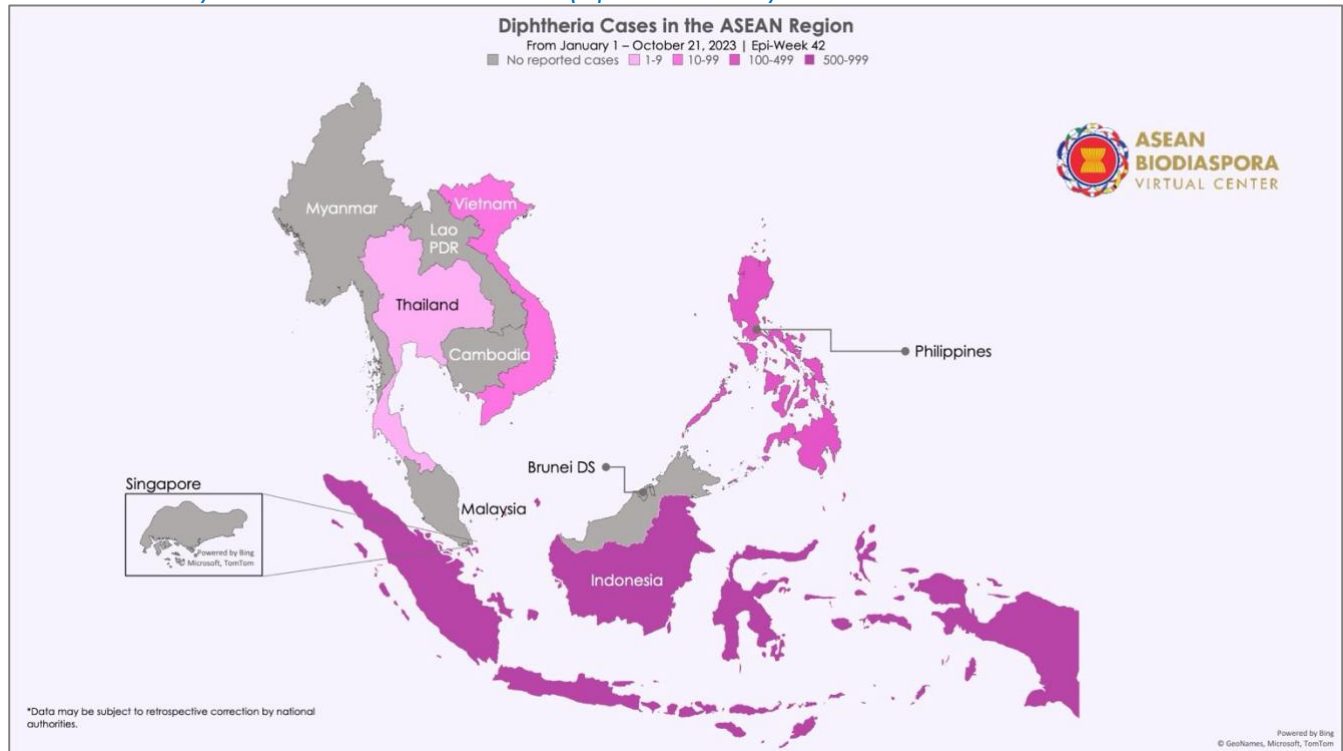 Diphtheria Cases in the ASEAN Region
From January 1 – October 21, 2023 | Epi-Week 42
No reported cases 1-9 10-99 100-499 500-999
ASEAN
BIODIASPORA
VIRTUAL CENTER
Myanmar
Vietnam
Lao
PDR
Thailand
Cambodia
Philippines
Brunei DS
Singapore
Malaysia
Powered by Bing
Microsoft, TomTom
Indonesia
*Data may be subject to retrospective correction by national
authorities.
Powered by Bing
© GeoNames, Microsoft, TomTom